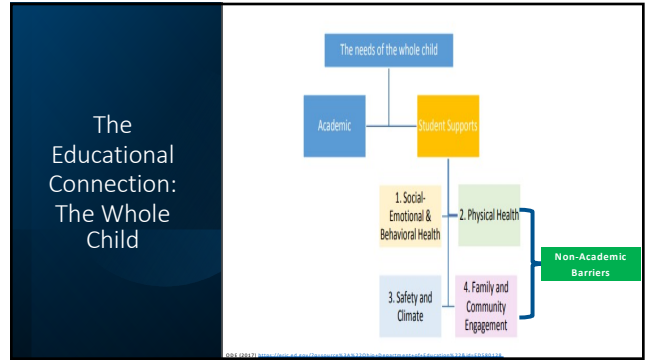 The
Educational
Connection:
The Whole
Child
The needs of the whole child
Academic
Student Supports
1. Social-
Emotional &
Behavioral Health
2. Physical Health
3. Safety and
Climate
4. Family and
Community
Engagement
Non-Academic
Barriers
(2017)